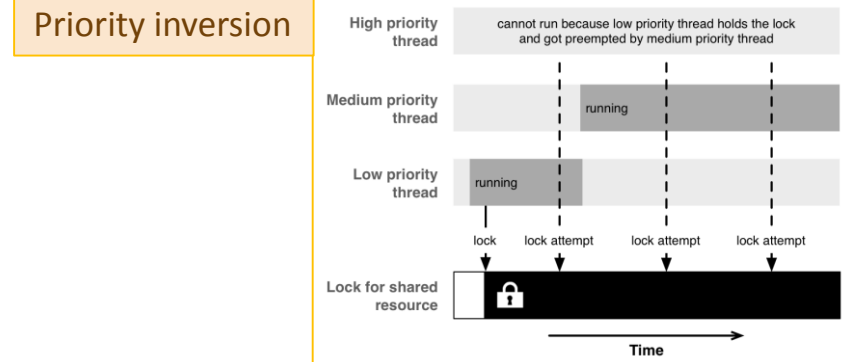 Priority inversion
High priority
thread
cannot run because low priority thread holds the lock
and got preempted by medium priority thread
Medium priority
thread
running
Low priority
thread
running
lock
lock attempt
lock attempt
lock attempt
Lock for shared
resource
Time